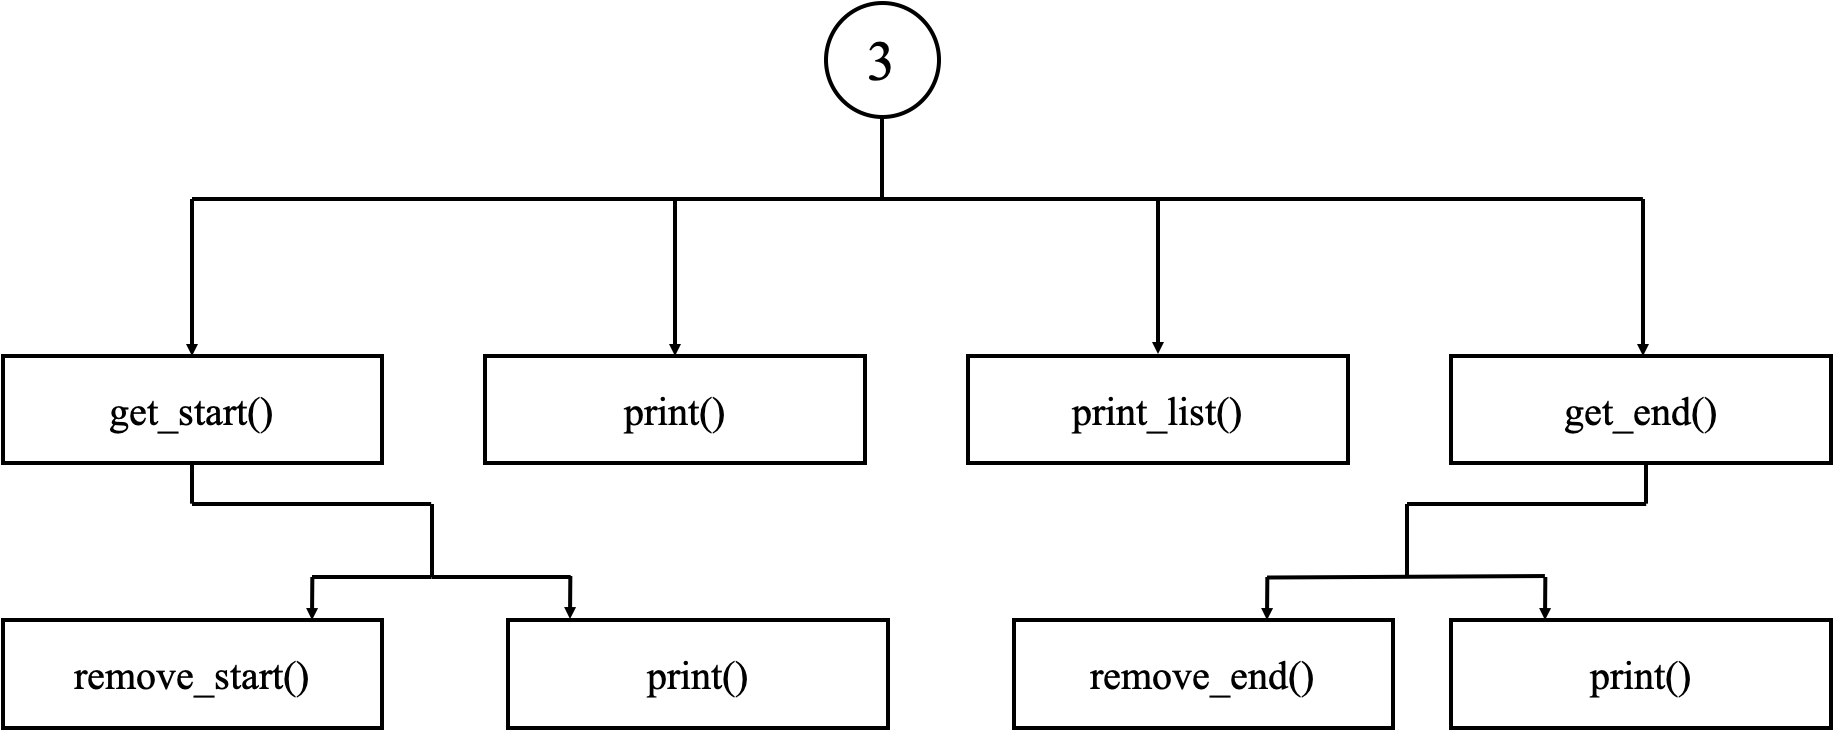 3
get_start()
print()
print_list()
get_end()
remove_start()
print()
remove_end()
print()